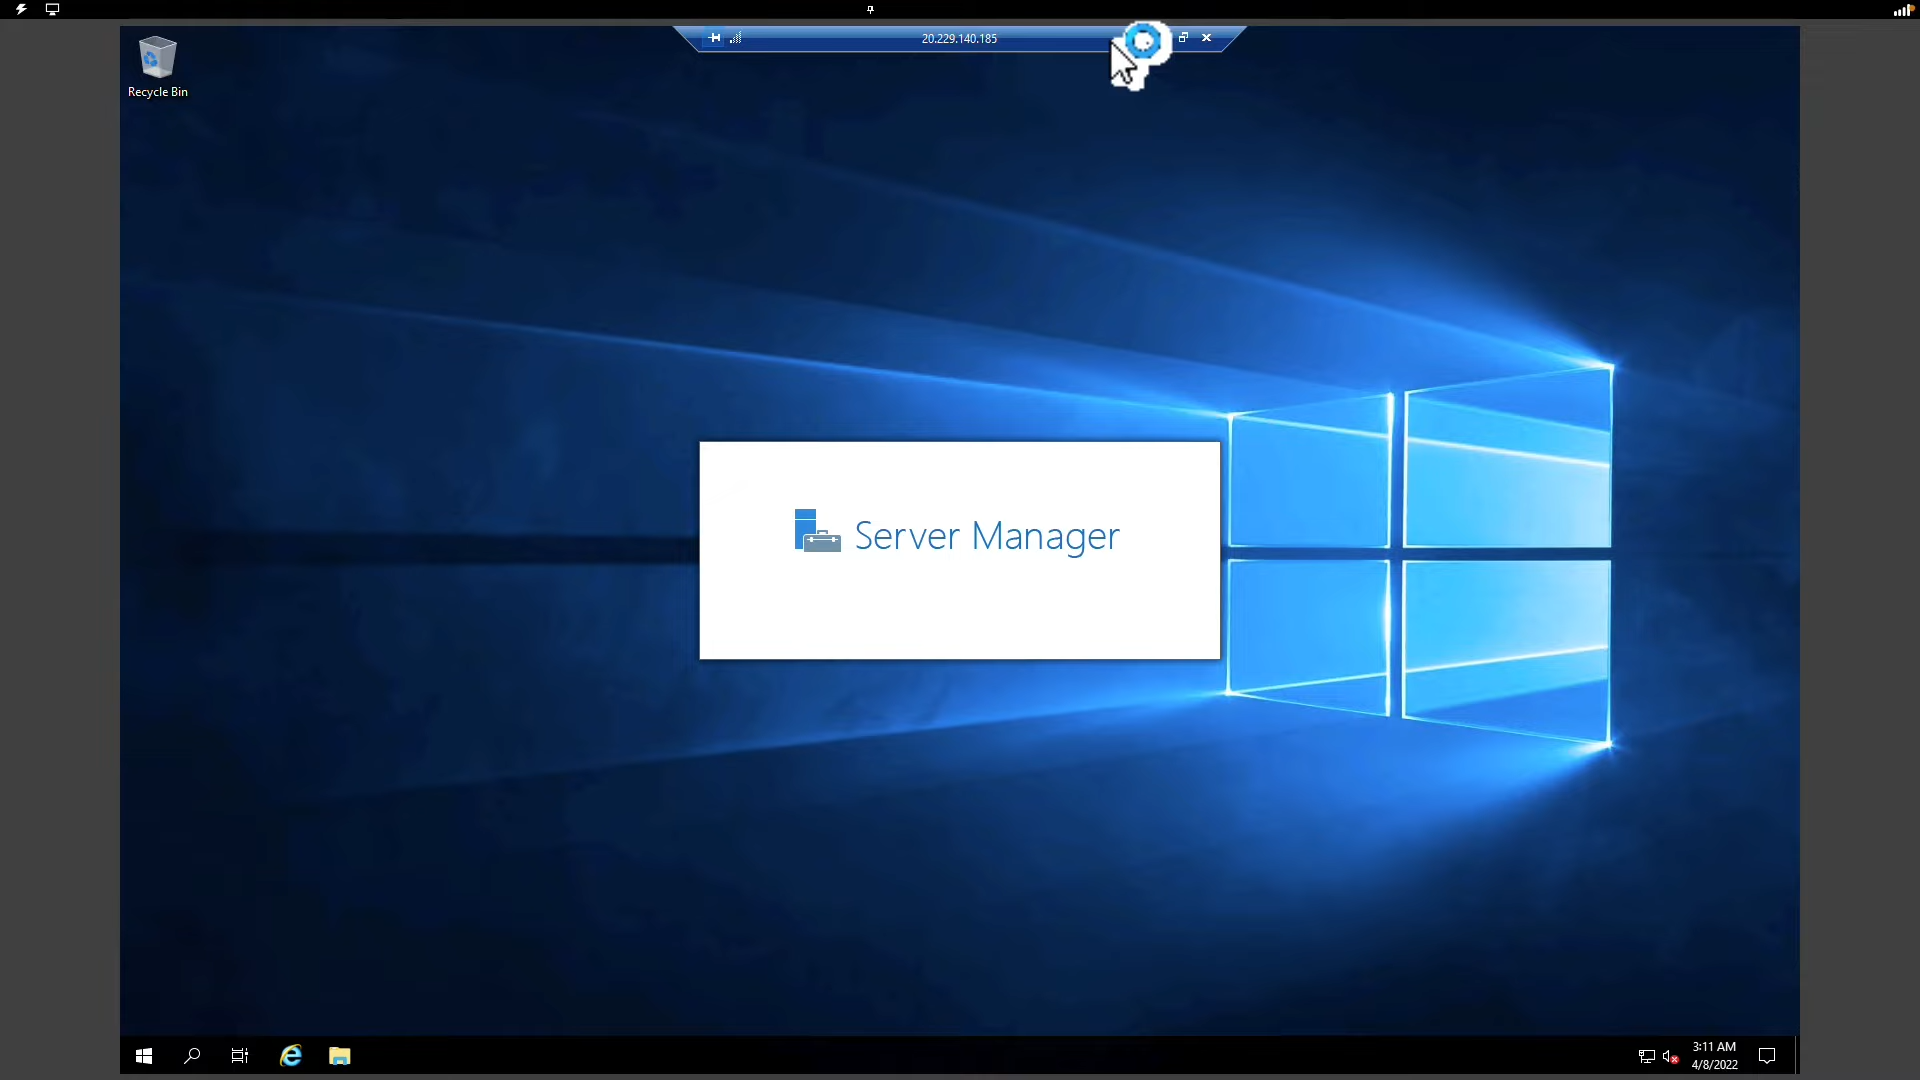 20.229.140.185
Recycle Bin
Server Manager
3:11 AM
4/8/2022